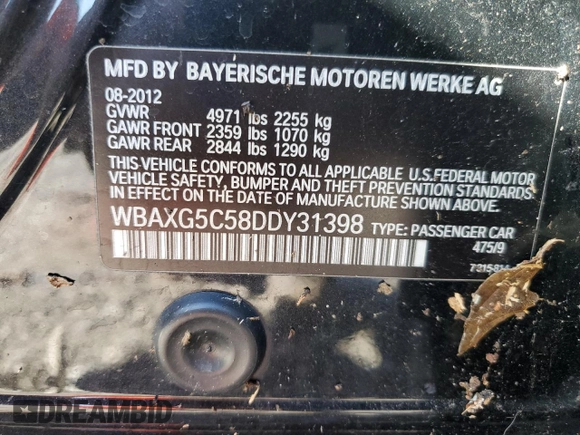 MFD BY BAYERISCHE MOTOREN WERKE AG
08-2012
GVWR 4971 lbs 2255 kg
GAWR FRONT 2359 lbs 1070 kg
GAWR REAR 2844 lbs 1290 kg
THIS VEHICLE CONFORMS TO ALL APPLICABLE U.S.FEDERAL MOTOR
VEHICLE SAFETY, BUMPER AND THEFT PREVENTION STANDARDS
IN EFFECT ON THE DATE OF MANUFACTURE SHOWN ABOVE.
WBAXG5C58DDY31398 TYPE: PASSENGER CAR
475/9
DREAMBID